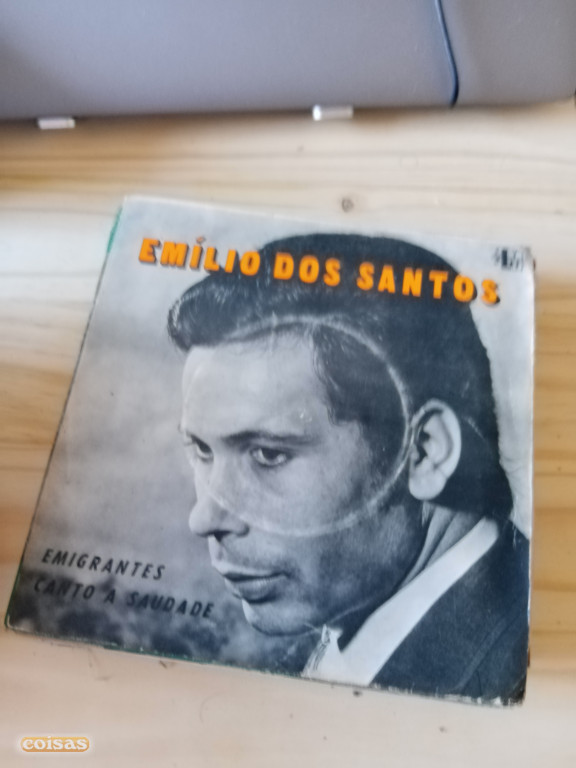 EMÍLIO DOS SANTOS
EMIGRANTES
CANTO A SAUDADE
coisas